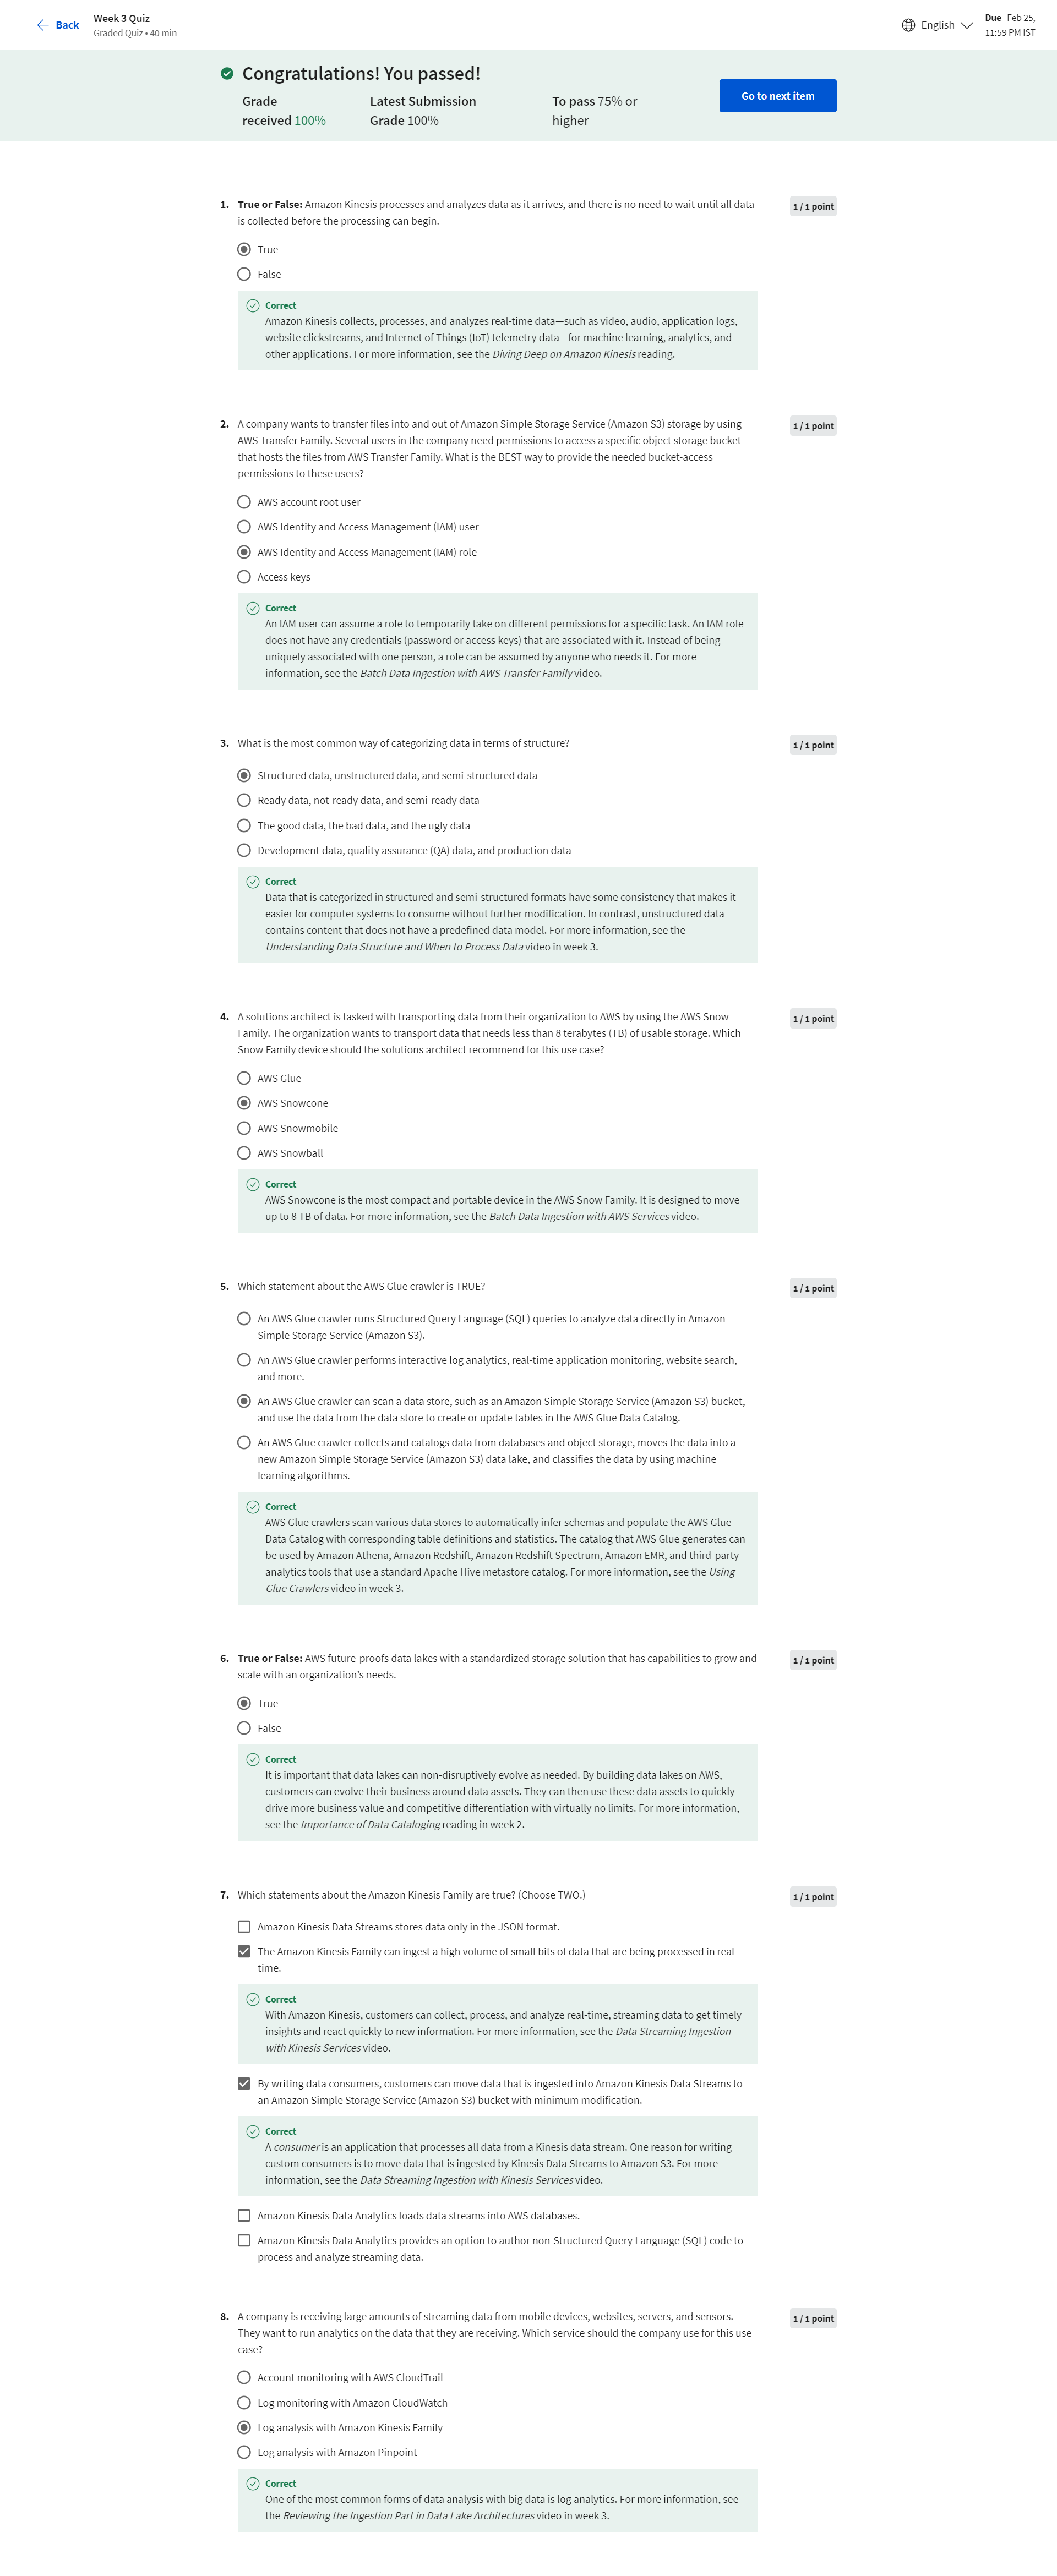 Back
Week 3 Quiz
Graded Quiz • 40 min
English
Due Feb 25,
11:59 PM IST
Congratulations! You passed!
Grade
received 100%
Latest Submission
Grade 100%
To pass 75% or
higher
Go to next item
1. True or False: Amazon Kinesis processes and analyzes data as it arrives, and there is no need to wait until all data
is collected before the processing can begin.
1 / 1 point
True
False
Correct
Amazon Kinesis collects, processes, and analyzes real-time data—such as video, audio, application logs,
website clickstreams, and Internet of Things (IoT) telemetry data—for machine learning, analytics, and
other applications. For more information, see the Diving Deep on Amazon Kinesis reading.
2. A company wants to transfer files into and out of Amazon Simple Storage Service (Amazon S3) storage by using
AWS Transfer Family. Several users in the company need permissions to access a specific object storage bucket
that hosts the files from AWS Transfer Family. What is the BEST way to provide the needed bucket-access
permissions to these users?
1 / 1 point
AWS account root user
AWS Identity and Access Management (IAM) user
AWS Identity and Access Management (IAM) role
Access keys
Correct
An IAM user can assume a role to temporarily take on different permissions for a specific task. An IAM role
does not have any credentials (password or access keys) that are associated with it. Instead of being
uniquely associated with one person, a role can be assumed by anyone who needs it. For more
information, see the Batch Data Ingestion with AWS Transfer Family video.
3. What is the most common way of categorizing data in terms of structure?
1 / 1 point
Structured data, unstructured data, and semi-structured data
Ready data, not-ready data, and semi-ready data
The good data, the bad data, and the ugly data
Development data, quality assurance (QA) data, and production data
Correct
Data that is categorized in structured and semi-structured formats have some consistency that makes it
easier for computer systems to consume without further modification. In contrast, unstructured data
contains content that does not have a predefined data model. For more information, see the
Understanding Data Structure and When to Process Data video in week 3.
4. A solutions architect is tasked with transporting data from their organization to AWS by using the AWS Snow
Family. The organization wants to transport data that needs less than 8 terabytes (TB) of usable storage. Which
Snow Family device should the solutions architect recommend for this use case?
1 / 1 point
AWS Glue
AWS Snowcone
AWS Snowmobile
AWS Snowball
Correct
AWS Snowcone is the most compact and portable device in the AWS Snow Family. It is designed to move
up to 8 TB of data. For more information, see the Batch Data Ingestion with AWS Services video.
5. Which statement about the AWS Glue crawler is TRUE?
1 / 1 point
An AWS Glue crawler runs Structured Query Language (SQL) queries to analyze data directly in Amazon
Simple Storage Service (Amazon S3).
An AWS Glue crawler performs interactive log analytics, real-time application monitoring, website search,
and more.
An AWS Glue crawler can scan a data store, such as an Amazon Simple Storage Service (Amazon S3) bucket,
and use the data from the data store to create or update tables in the AWS Glue Data Catalog.
An AWS Glue crawler collects and catalogs data from databases and object storage, moves the data into a
new Amazon Simple Storage Service (Amazon S3) data lake, and classifies the data by using machine
learning algorithms.
Correct
AWS Glue crawlers scan various data stores to automatically infer schemas and populate the AWS Glue
Data Catalog with corresponding table definitions and statistics. The catalog that AWS Glue generates can
be used by Amazon Athena, Amazon Redshift, Amazon Redshift Spectrum, Amazon EMR, and third-party
analytics tools that use a standard Apache Hive metastore catalog. For more information, see the Using
Glue Crawlers video in week 3.
6. True or False: AWS future-proofs data lakes with a standardized storage solution that has capabilities to grow and
scale with an organization's needs.
1 / 1 point
True
False
Correct
It is important that data lakes can non-disruptively evolve as needed. By building data lakes on AWS,
customers can evolve their business around data assets. They can then use these data assets to quickly
drive more business value and competitive differentiation with virtually no limits. For more information,
see the Importance of Data Cataloging reading in week 2.
7. Which statements about the Amazon Kinesis Family are true? (Choose TWO.)
1 / 1 point
Amazon Kinesis Data Streams stores data only in the JSON format.
The Amazon Kinesis Family can ingest a high volume of small bits of data that are being processed in real
time.
Correct
With Amazon Kinesis, customers can collect, process, and analyze real-time, streaming data to get timely
insights and react quickly to new information. For more information, see the Data Streaming Ingestion
with Kinesis Services video.
By writing data consumers, customers can move data that is ingested into Amazon Kinesis Data Streams to
an Amazon Simple Storage Service (Amazon S3) bucket with minimum modification.
Correct
A consumer is an application that processes all data from a Kinesis data stream. One reason for writing
custom consumers is to move data that is ingested by Kinesis Data Streams to Amazon S3. For more
information, see the Data Streaming Ingestion with Kinesis Services video.
Amazon Kinesis Data Analytics loads data streams into AWS databases.
Amazon Kinesis Data Analytics provides an option to author non-Structured Query Language (SQL) code to
process and analyze streaming data.
8. A company is receiving large amounts of streaming data from mobile devices, websites, servers, and sensors.
They want to run analytics on the data that they are receiving. Which service should the company use for this use
case?
1 / 1 point
Account monitoring with AWS CloudTrail
Log monitoring with Amazon CloudWatch
Log analysis with Amazon Kinesis Family
Log analysis with Amazon Pinpoint
Correct
One of the most common forms of data analysis with big data is log analytics. For more information, see
the Reviewing the Ingestion Part in Data Lake Architectures video in week 3.